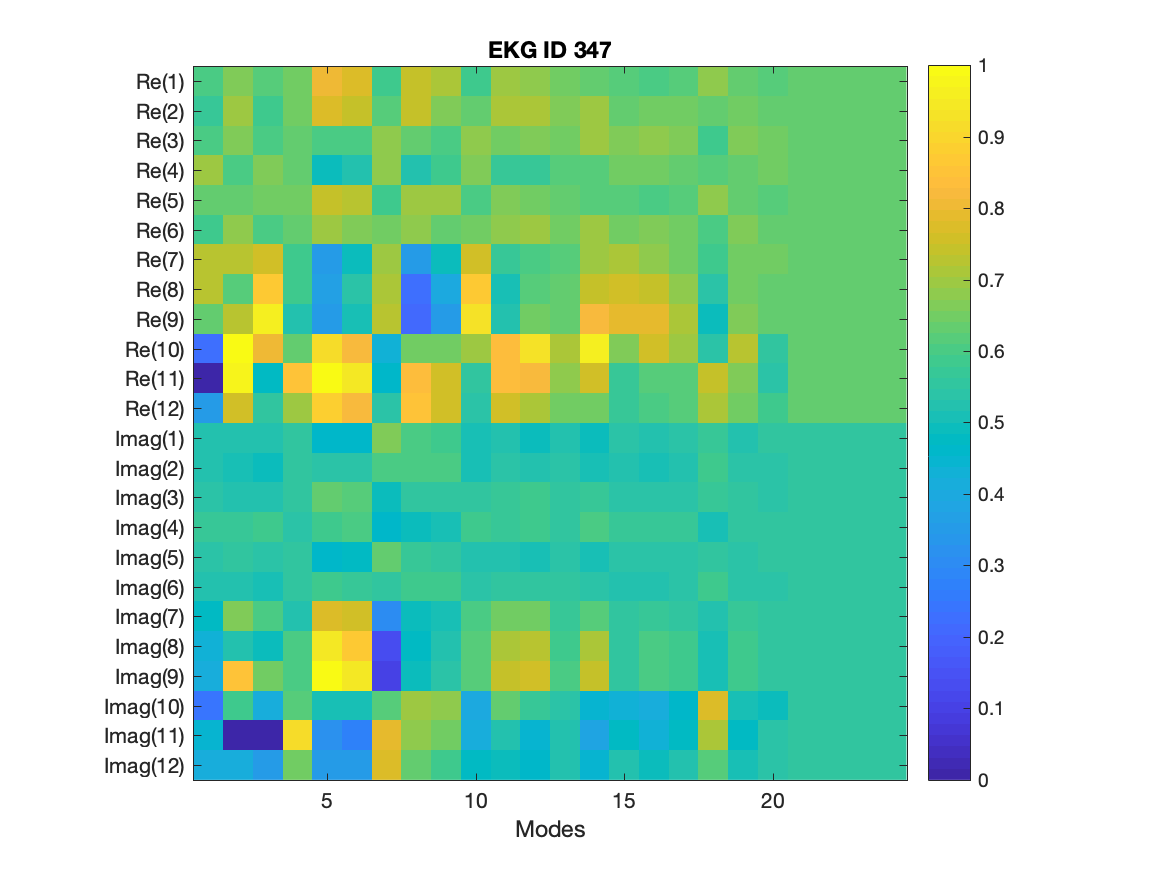 EKG ID 347
Re(1)
Re(2)
Re(3)
Re(4)
Re(5)
Re(6)
Re(7)
Re(8)
Re(9)
Re(10)
Re(11)
Re(12)
Imag(1)
Imag(2)
Imag(3)
Imag(4)
Imag(5)
Imag(6)
Imag(7)
Imag(8)
Imag(9)
Imag(10)
Imag(11)
Imag(12)
5 10 15 20
Modes
1
0.9
0.8
0.7
0.6
0.5
0.4
0.3
0.2
0.1
0